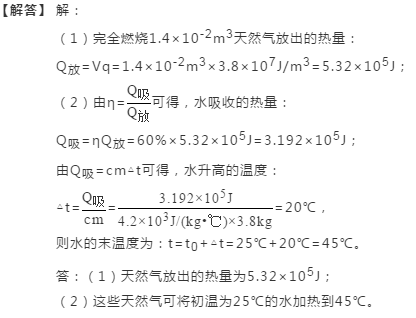 【解答】解：
（1）完全燃烧1.4×10⁻²m³天然气放出的热量：
Q放=Vq=1.4×10⁻²m³×3.8×10⁷J/m³=5.32×10⁵J；
（2）由η=Q吸/Q放可得，水吸收的热量：
Q吸=ηQ放=60%×5.32×10⁵J=3.192×10⁵J；
由Q吸=cm△t可得，水升高的温度：
△t=Q吸/cm=3.192×10⁵J/4.2×10³J/(kg•℃)×3.8kg=20℃，
则水的末温度为：t=t₀+△t=25℃+20℃=45℃。
答：（1）天然气放出的热量为5.32×10⁵J；
（2）这些天然气可将初温为25℃的水加热到45℃。